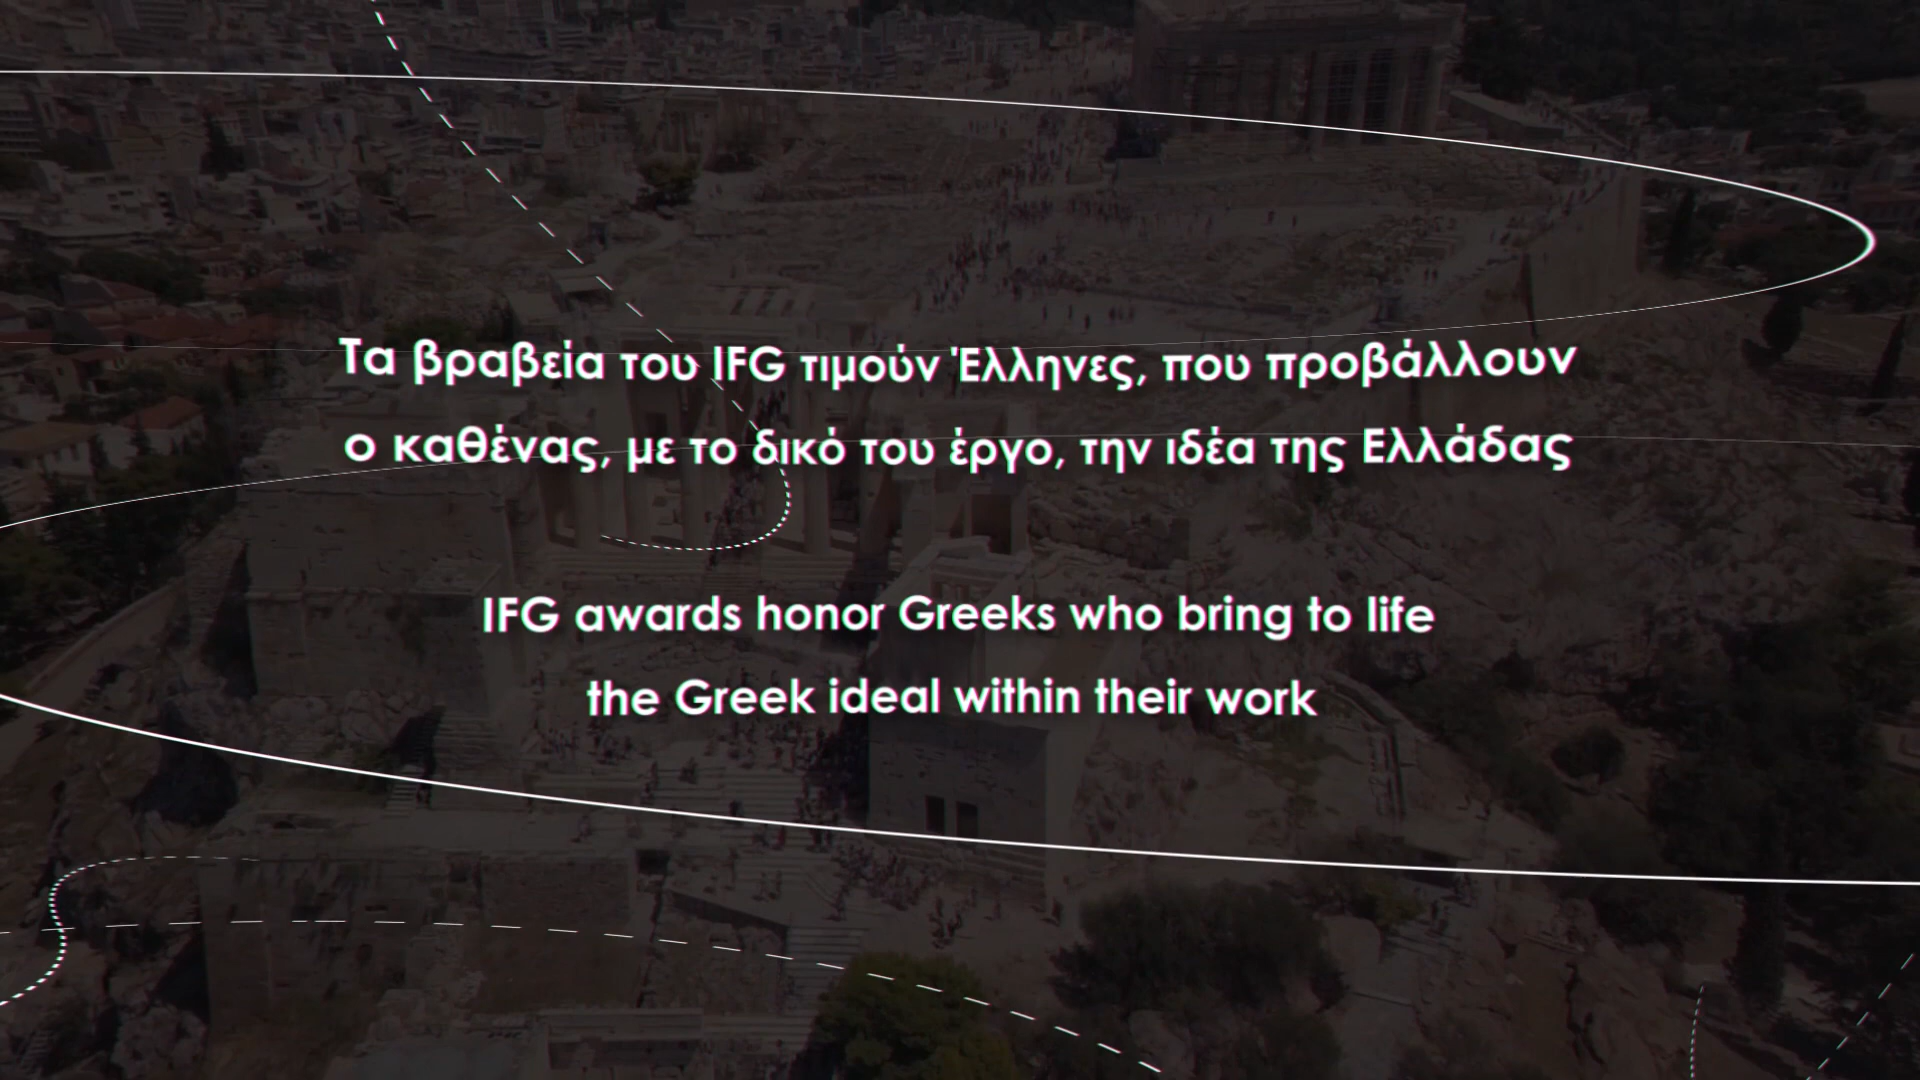 Τα βραβεία του IFG τιμούν Έλληνες, που προβάλλουν
ο καθένας, με το δικό του έργο, την ιδέα της Ελλάδας
IFG awards honor Greeks who bring to life
the Greek ideal within their work